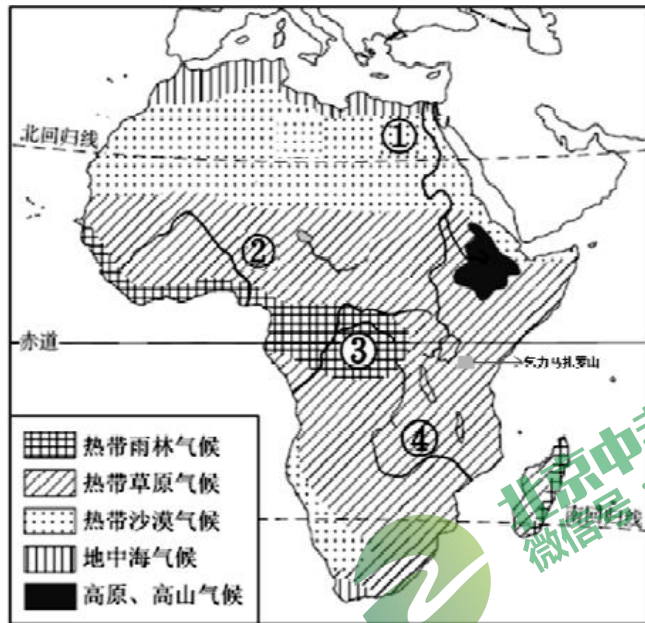 ①
北回归线
②
赤道
③
乞力马扎罗山
④
热带雨林气候
热带草原气候
热带沙漠气候
地中海气候
高原、高山气候
南回归线
北京中考
微信号